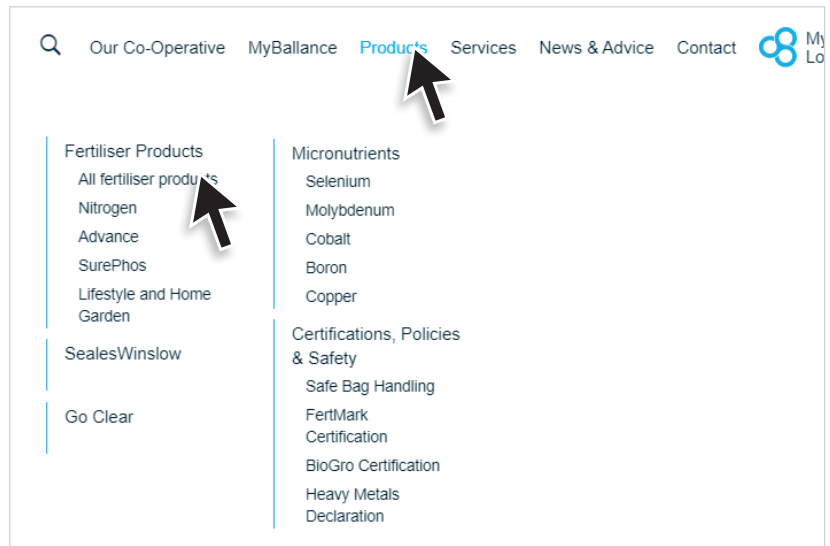 Our Co-Operative MyBallance Products Services News & Advice Contact My
Lo
Fertiliser Products
All fertiliser products
Nitrogen
Advance
SurePhos
Lifestyle and Home
Garden
SealesWinslow
Go Clear
Micronutrients
Selenium
Molybdenum
Cobalt
Boron
Copper
Certifications, Policies
& Safety
Safe Bag Handling
FertMark
Certification
BioGro Certification
Heavy Metals
Declaration